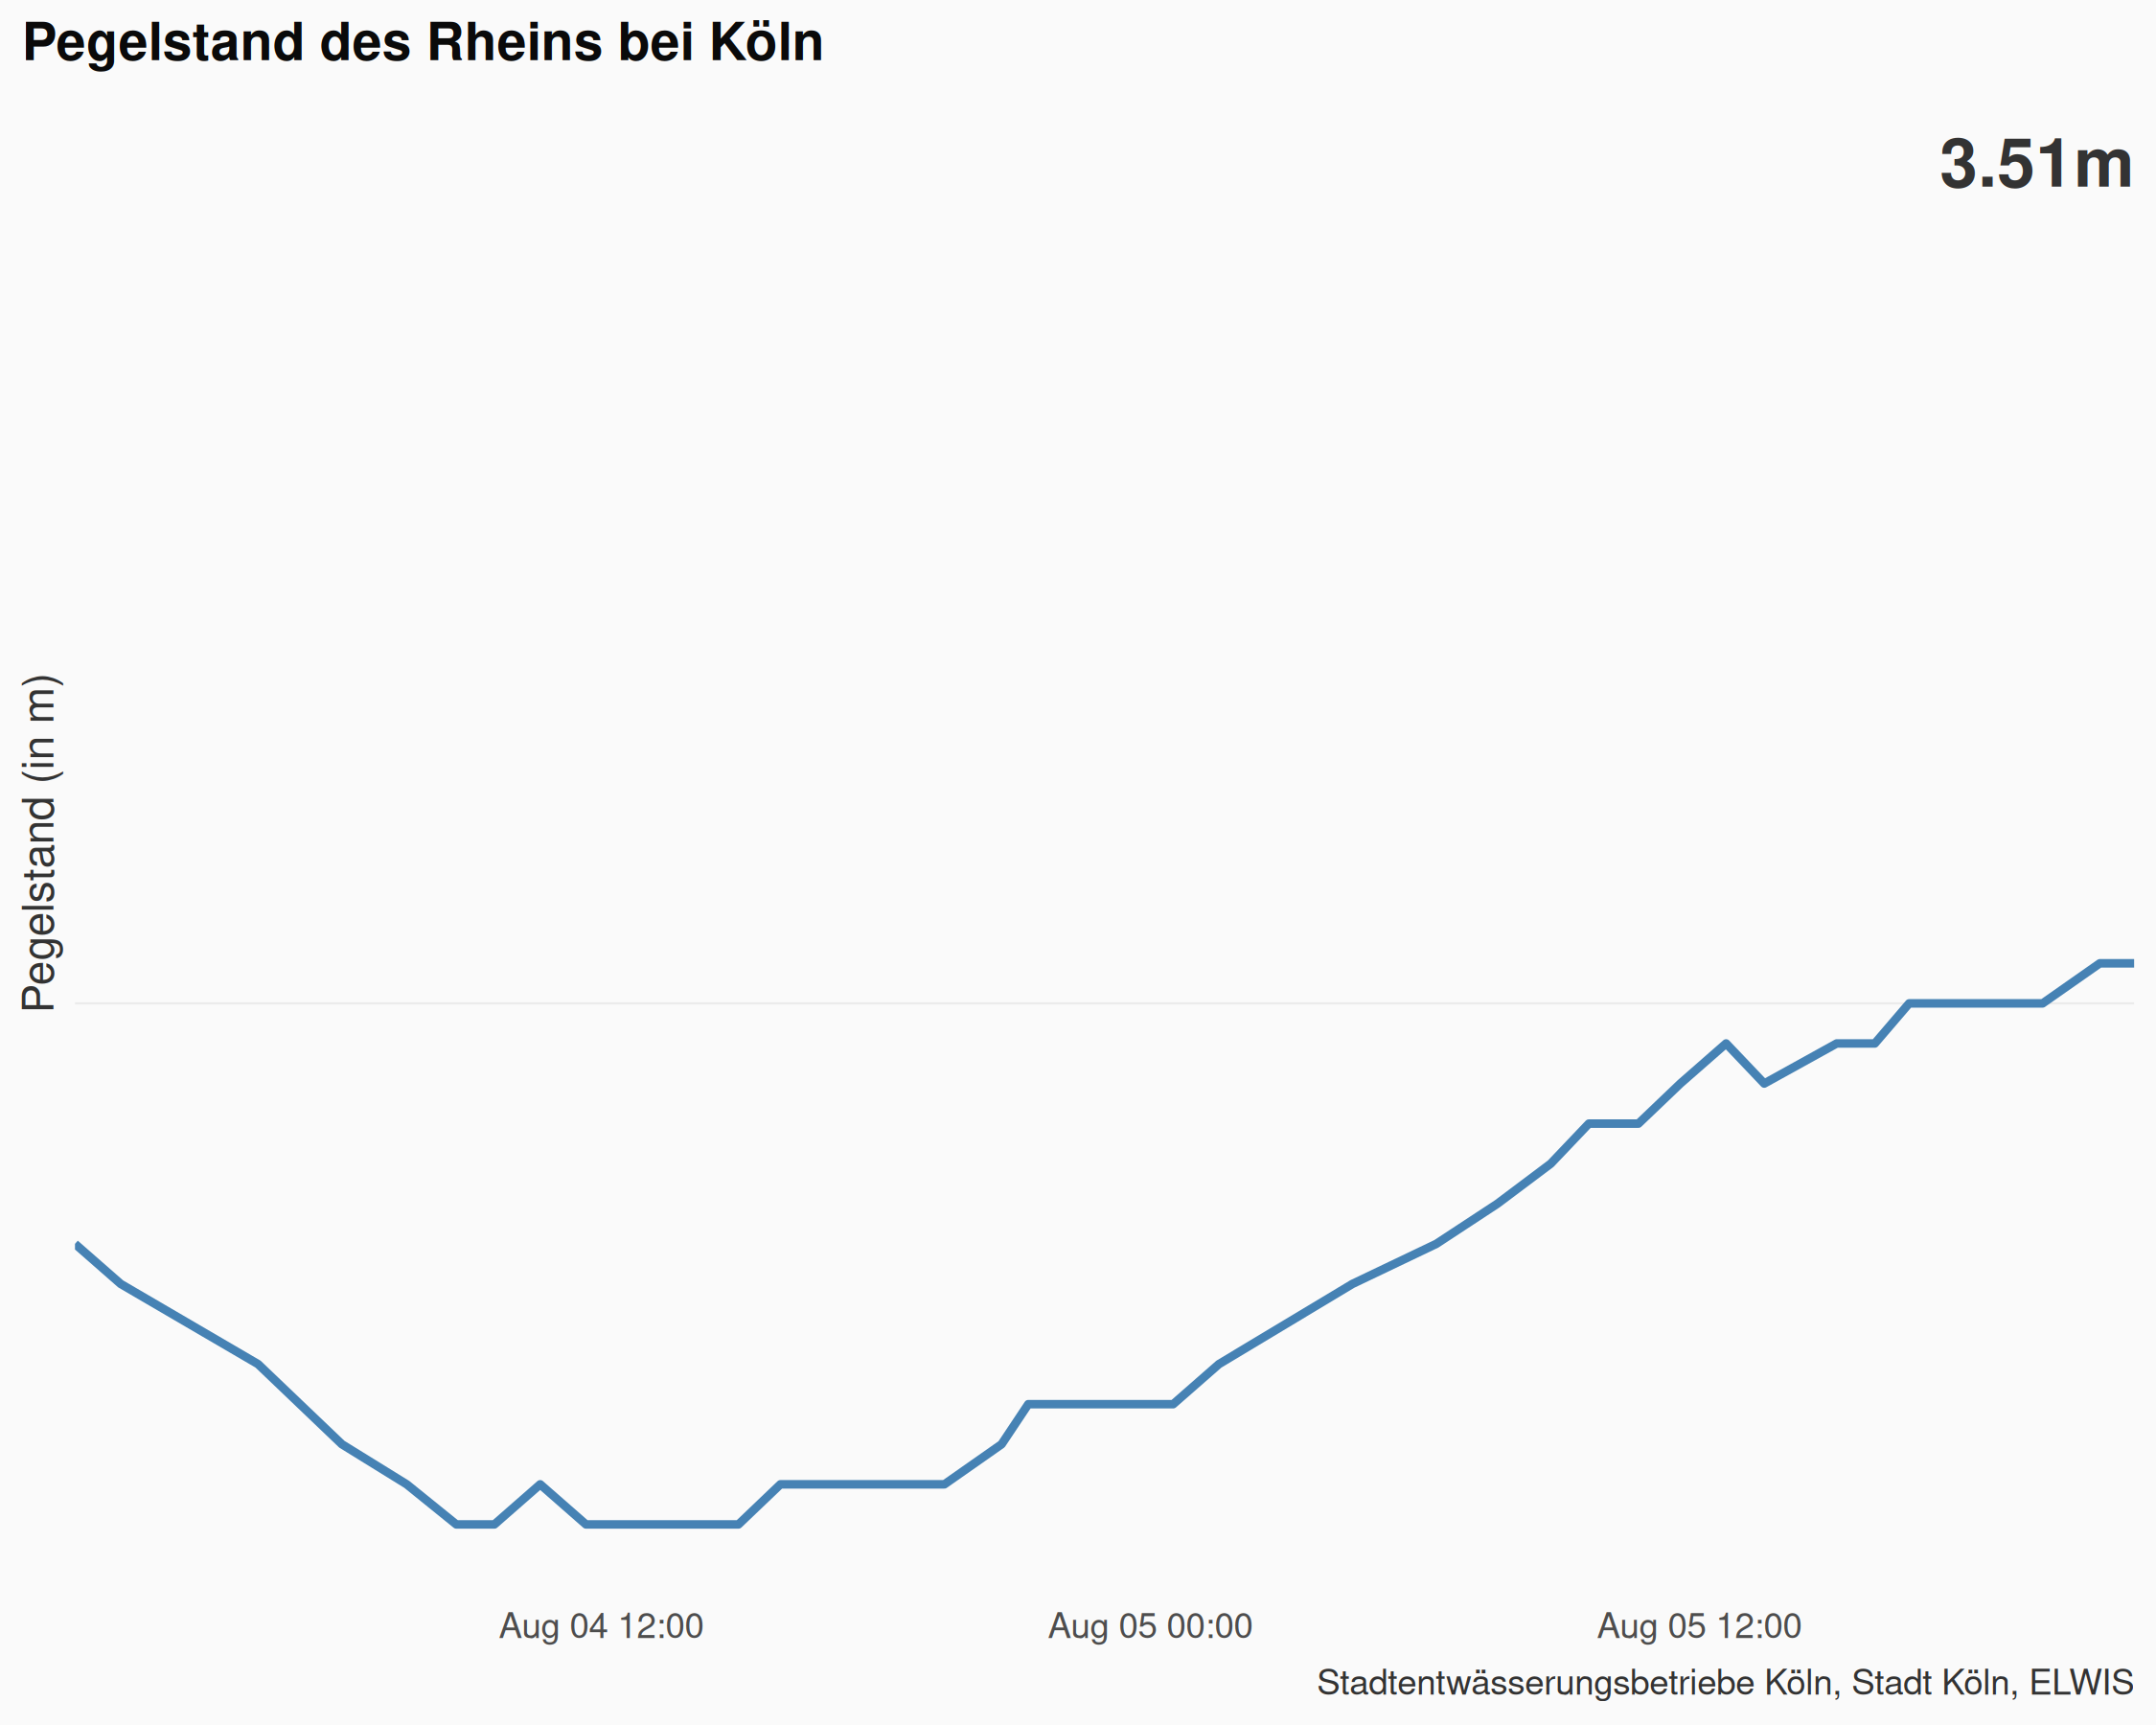 Pegelstand des Rheins bei Köln
3.51m
Pegelstand (in m)
Aug 04 12:00 Aug 05 00:00 Aug 05 12:00
Stadtentwässerungsbetriebe Köln, Stadt Köln, ELWIS